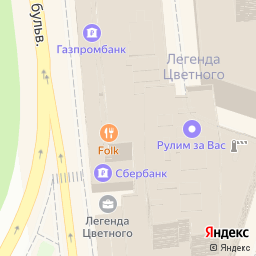 бульв.
Газпромбанк
Легенда
Цветного
Folk
Рулим за Вас
Сбербанк
Легенда
Цветного
Яндекс
Яндекс